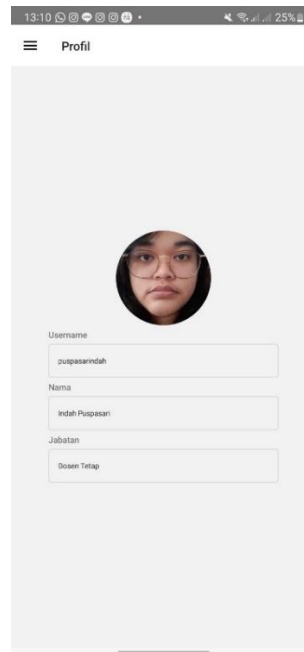 13:10 25%
Profil
Username
puspasarindah
Nama
Indah Puspasari
Jabatan
Dosen Tetap